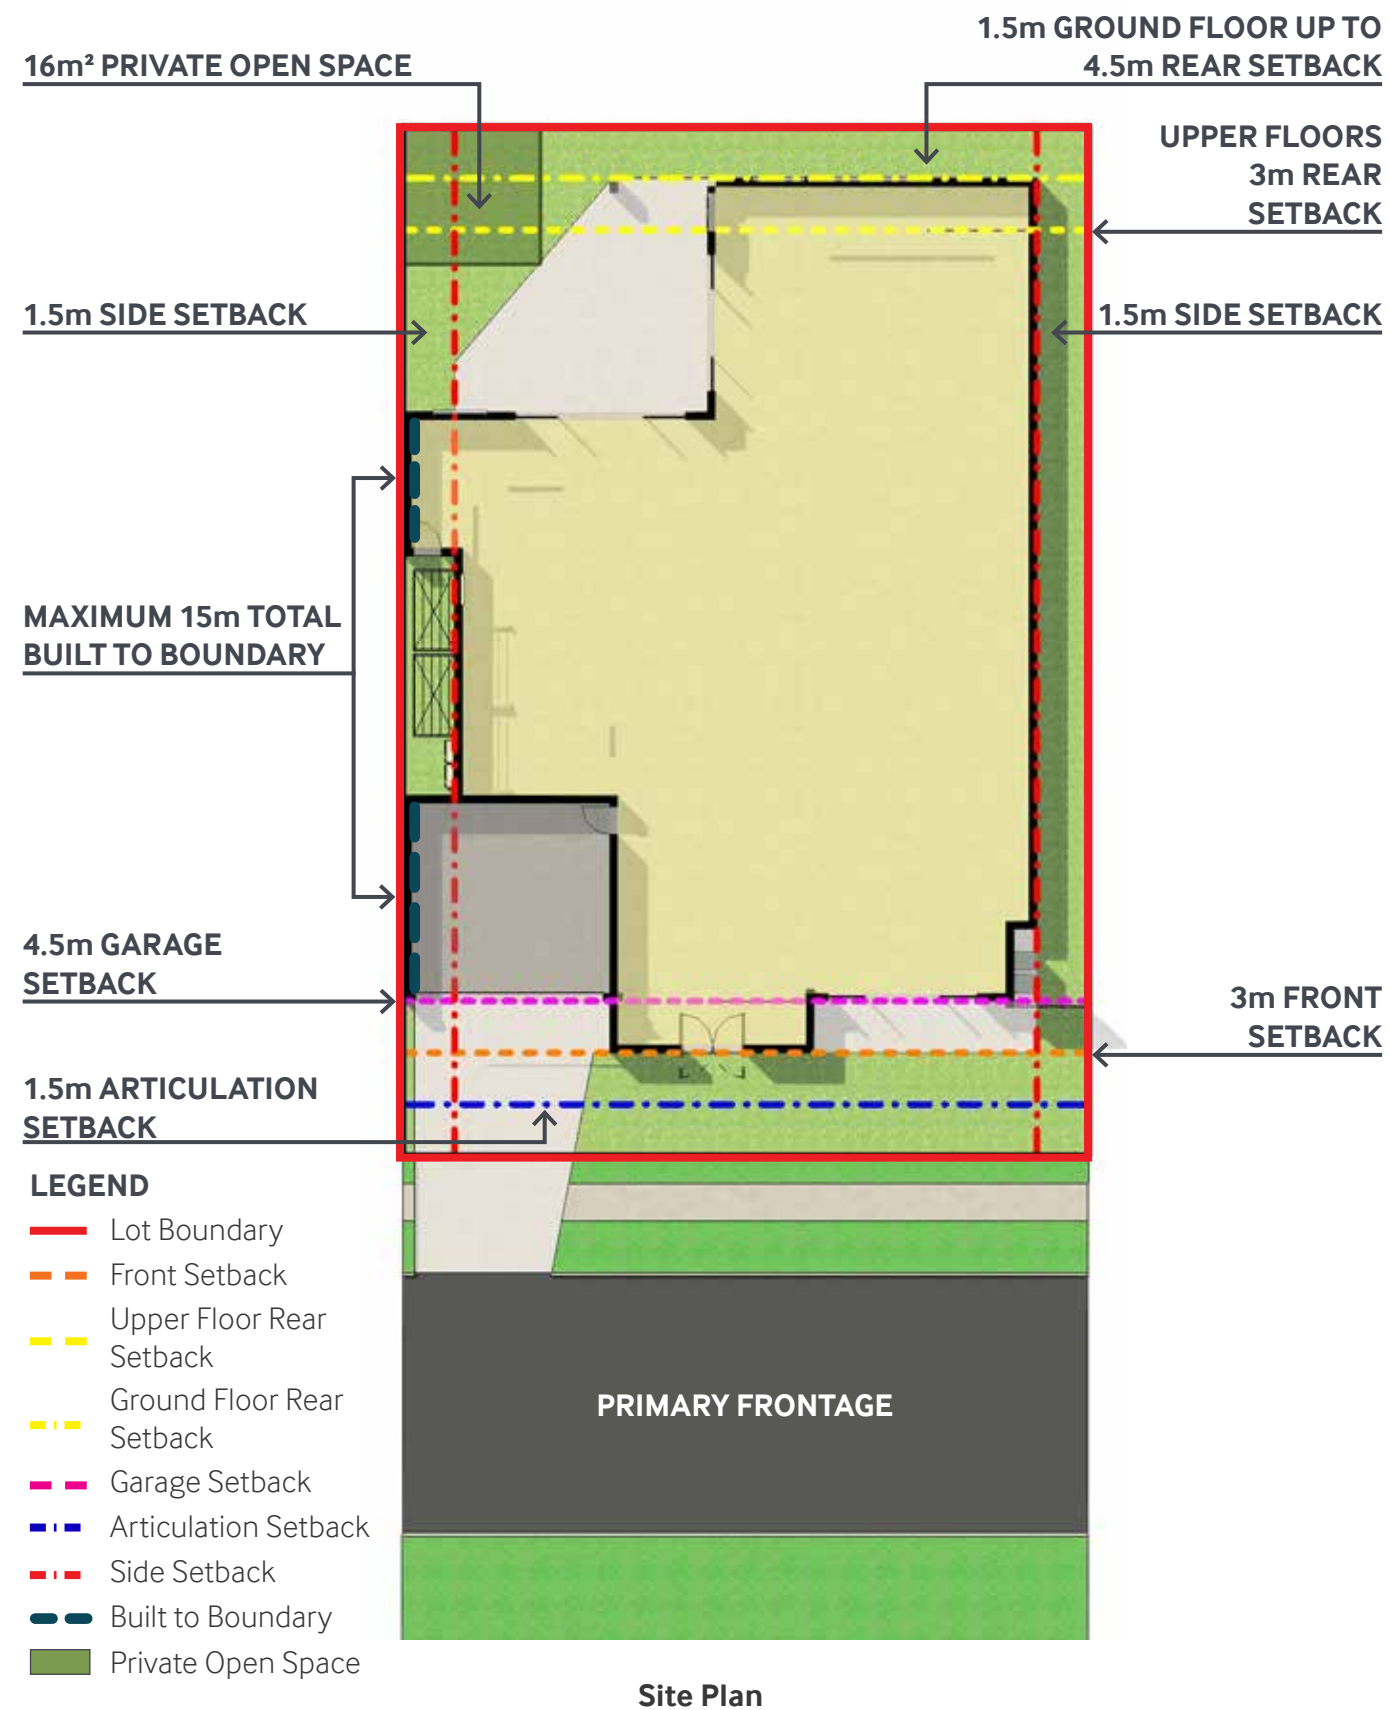 1.5m GROUND FLOOR UP TO
4.5m REAR SETBACK
16m² PRIVATE OPEN SPACE
UPPER FLOORS
3m REAR
SETBACK
1.5m SIDE SETBACK
1.5m SIDE SETBACK
MAXIMUM 15m TOTAL
BUILT TO BOUNDARY
4.5m GARAGE
SETBACK
3m FRONT
SETBACK
1.5m ARTICULATION
SETBACK
LEGEND
Lot Boundary
Front Setback
Upper Floor Rear
Setback
Ground Floor Rear
Setback
Garage Setback
Articulation Setback
Side Setback
Built to Boundary
Private Open Space
PRIMARY FRONTAGE
Site Plan